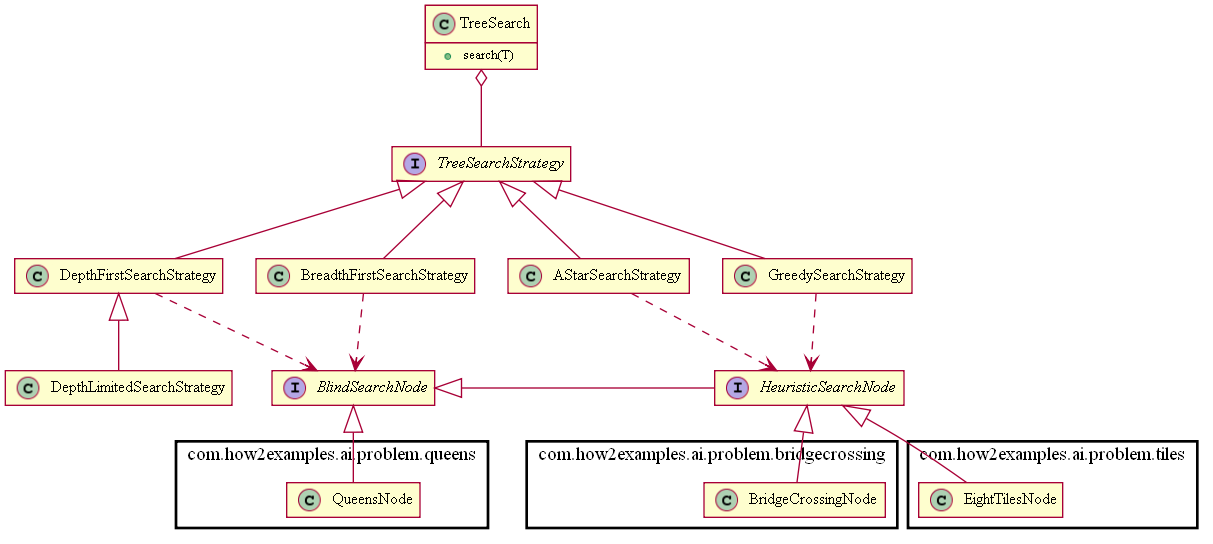 C TreeSearch
search(T)
I TreeSearchStrategy
C DepthFirstSearchStrategy
C BreadthFirstSearchStrategy
C AStarSearchStrategy
C GreedySearchStrategy
C DepthLimitedSearchStrategy
I BlindSearchNode
I HeuristicSearchNode
com.how2examples.ai.problem.queens
com.how2examples.ai.problem.bridgecrossing
com.how2examples.ai.problem.tiles
C QueensNode
C BridgeCrossingNode
C EightTilesNode